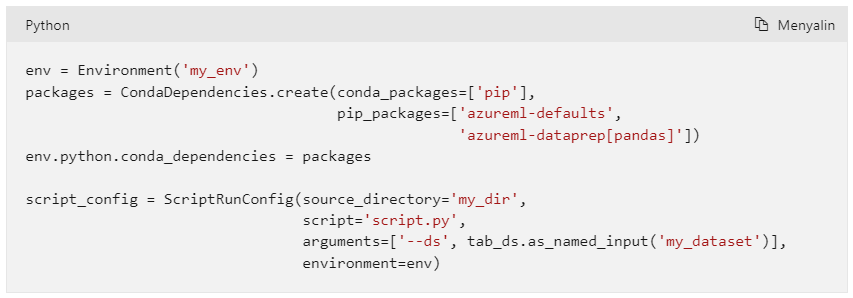 Python
Menyalin
env = Environment('my_env')
packages = CondaDependencies.create(conda_packages=['pip'],
                                    pip_packages=['azureml-defaults',
                                                  'azureml-dataprep[pandas]'])
env.python.conda_dependencies = packages

script_config = ScriptRunConfig(source_directory='my_dir',
                                script='script.py',
                                arguments=['--ds', tab_ds.as_named_input('my_dataset')],
                                environment=env)